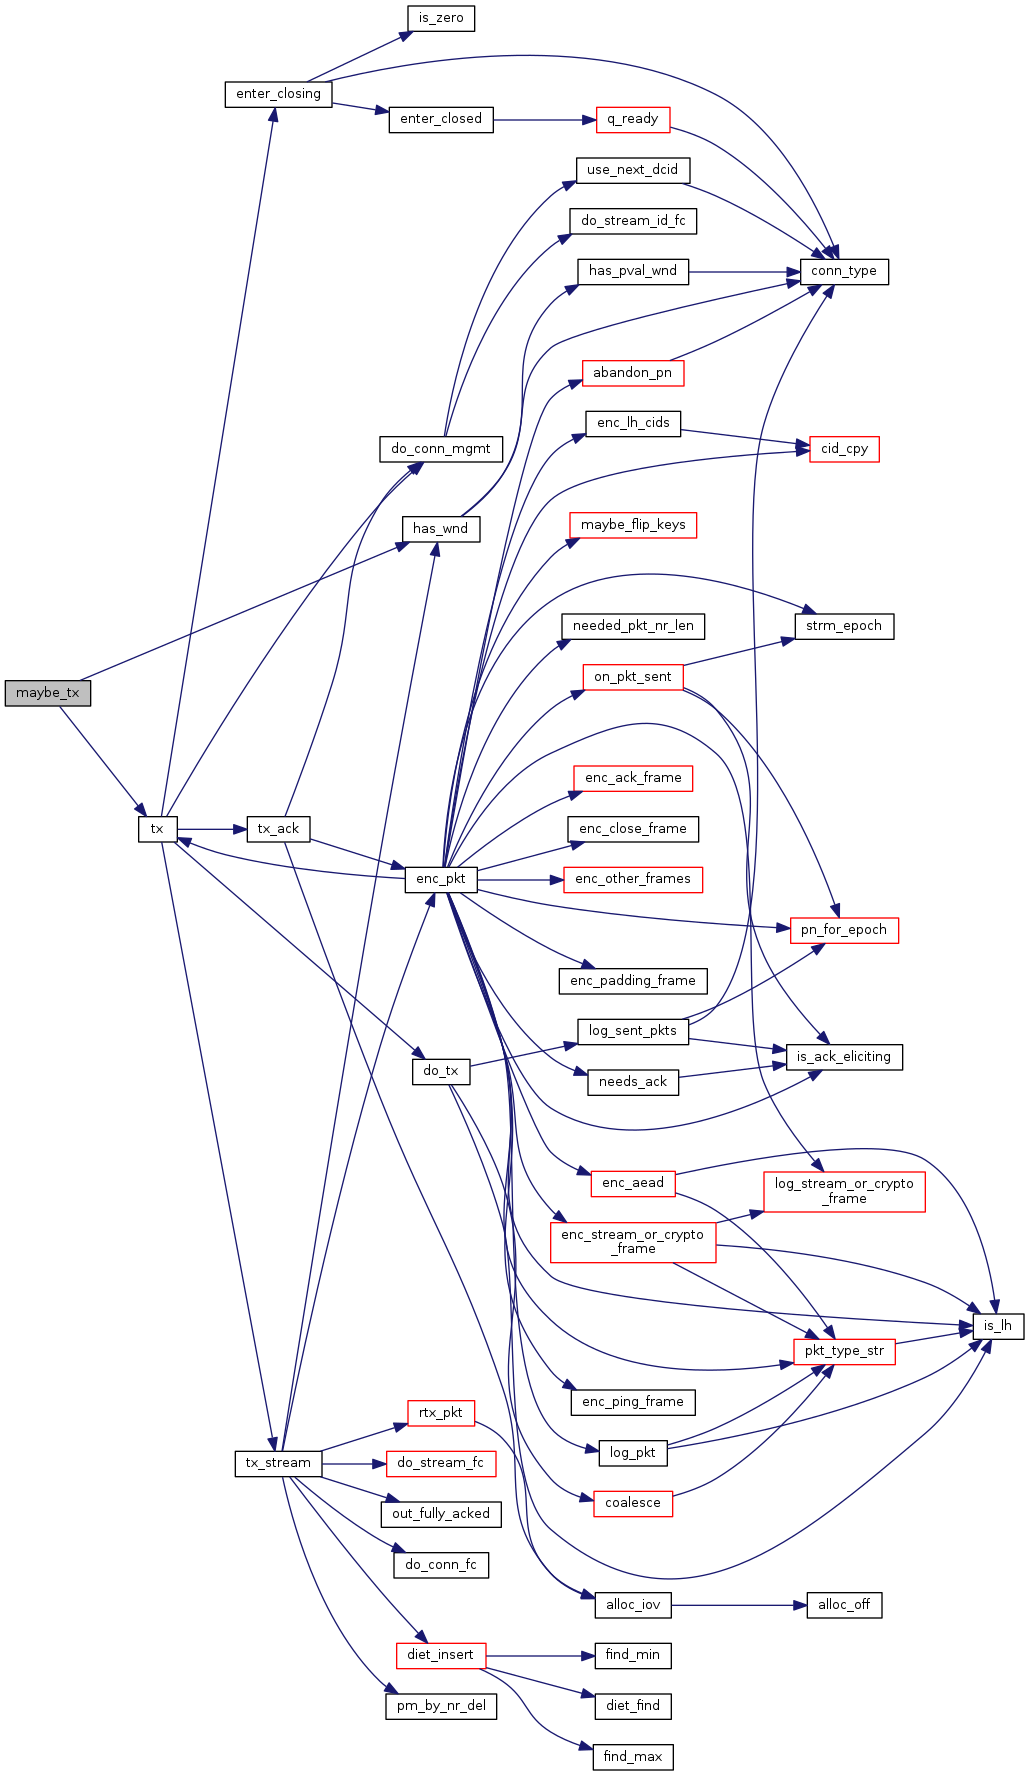 is_zero
enter_closing
enter_closed
q_ready
use_next_dcid
do_stream_id_fc
has_pval_wnd
conn_type
abandon_pn
enc_lh_cids
do_conn_mgmt
cid_cpy
has_wnd
maybe_flip_keys
needed_pkt_nr_len
strm_epoch
on_pkt_sent
maybe_tx
enc_ack_frame
tx
tx_ack
enc_close_frame
enc_pkt
enc_other_frames
pn_for_epoch
enc_padding_frame
log_sent_pkts
is_ack_eliciting
do_tx
needs_ack
enc_aead
log_stream_or_crypto
_frame
enc_stream_or_crypto
_frame
is_lh
pkt_type_str
enc_ping_frame
rtx_pkt
log_pkt
tx_stream
do_stream_fc
coalesce
out_fully_acked
do_conn_fc
alloc_iov
alloc_off
diet_insert
find_min
pm_by_nr_del
diet_find
find_max